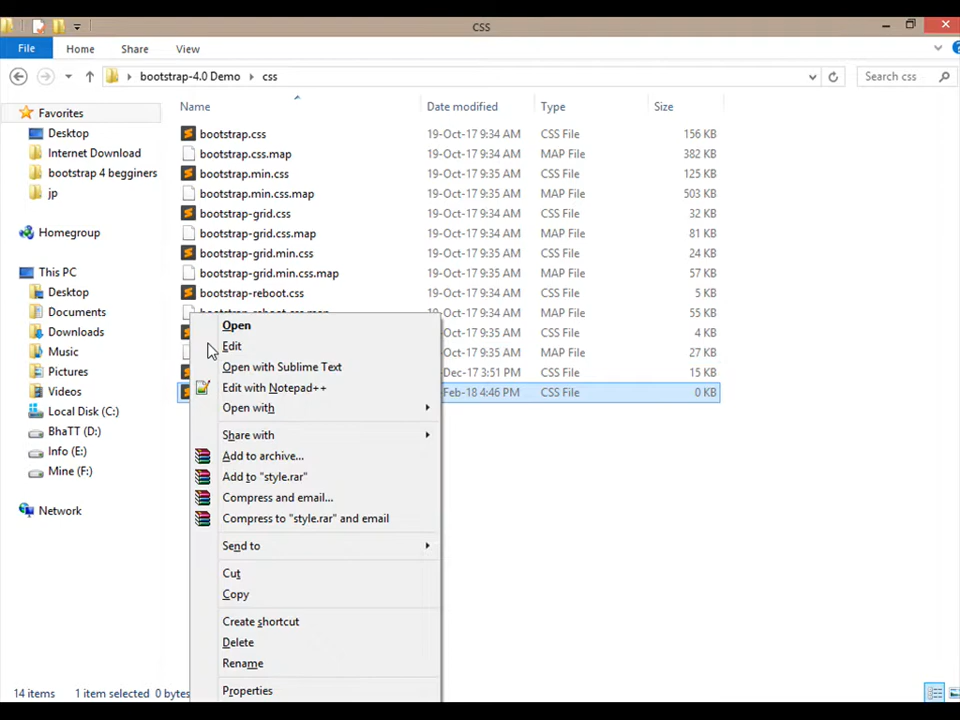 CSS
File Home Share View
bootstrap-4.0 Demo css Search css
Name Date modified Type Size
Favorites
Desktop
Internet Download
bootstrap 4 begginers
jp
Homegroup
This PC
Desktop
Documents
Downloads
Music
Pictures
Videos
Local Disk (C:)
BhaTT (D:)
Info (E:)
Mine (F:)
Network
bootstrap.css 19-Oct-17 9:34 AM CSS File 156 KB
bootstrap.css.map 19-Oct-17 9:34 AM MAP File 382 KB
bootstrap.min.css 19-Oct-17 9:35 AM CSS File 125 KB
bootstrap.min.css.map 19-Oct-17 9:35 AM MAP File 503 KB
bootstrap-grid.css 19-Oct-17 9:34 AM CSS File 32 KB
bootstrap-grid.css.map 19-Oct-17 9:34 AM MAP File 81 KB
bootstrap-grid.min.css 19-Oct-17 9:35 AM CSS File 24 KB
bootstrap-grid.min.css.map 19-Oct-17 9:35 AM MAP File 57 KB
bootstrap-reboot.css 19-Oct-17 9:34 AM CSS File 5 KB
bootstrap-reboot.css.map 19-Oct-17 9:35 AM MAP File 55 KB
19-Oct-17 9:35 AM CSS File 4 KB
19-Oct-17 9:35 AM MAP File 27 KB
-Dec-17 3:51 PM CSS File 15 KB
-Feb-18 4:46 PM CSS File 0 KB
Open
Edit
Open with Sublime Text
Edit with Notepad++
Open with
Share with
Add to archive...
Add to "style.rar"
Compress and email...
Compress to "style.rar" and email
Send to
Cut
Copy
Create shortcut
Delete
Rename
Properties
14 items 1 item selected 0 bytes